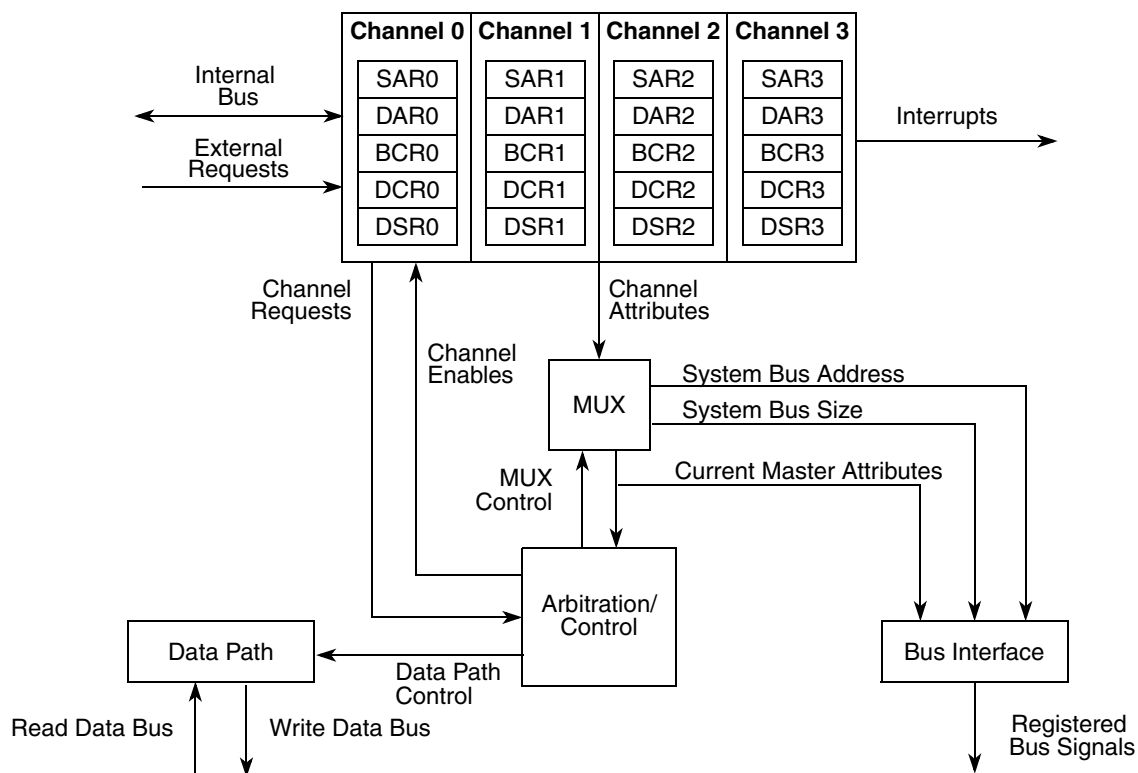 Channel 0 Channel 1 Channel 2 Channel 3
SAR0 SAR1 SAR2 SAR3
DAR0 DAR1 DAR2 DAR3
BCR0 BCR1 BCR2 BCR3
DCR0 DCR1 DCR2 DCR3
DSR0 DSR1 DSR2 DSR3
Internal
Bus
External
Requests
Interrupts
Channel
Requests
Channel
Enables
Channel
Attributes
MUX
System Bus Address
System Bus Size
Current Master Attributes
MUX
Control
Arbitration/
Control
Data Path
Data Path
Control
Bus Interface
Read Data Bus
Write Data Bus
Registered
Bus Signals